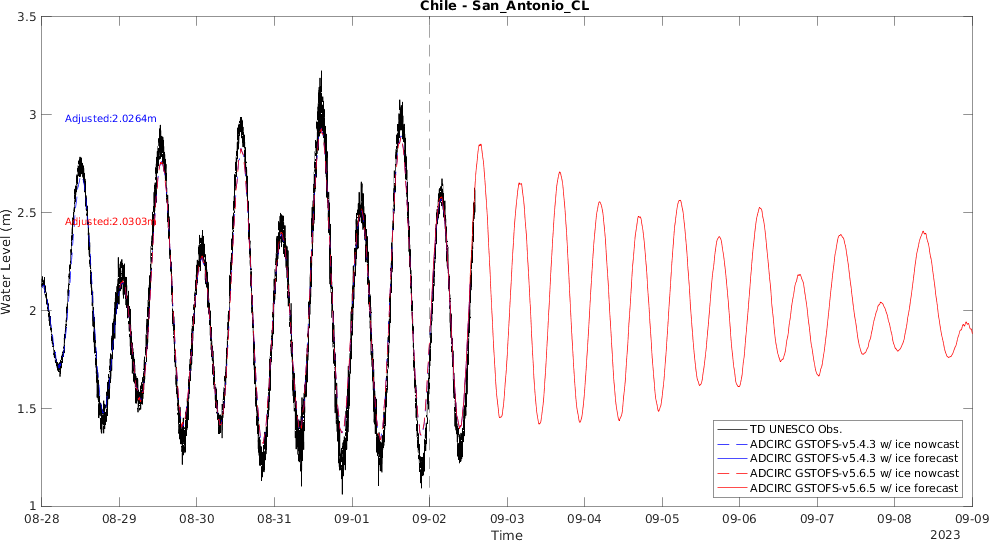 Chile - San_Antonio_CL
3.5
3
2.5
2
1.5
1
Water Level (m)
Adjusted:2.0264m
Adjusted:2.0303m
TD UNESCO Obs.
ADCIRC GSTOFS-v5.4.3 w/ ice nowcast
ADCIRC GSTOFS-v5.4.3 w/ ice forecast
ADCIRC GSTOFS-v5.6.5 w/ ice nowcast
ADCIRC GSTOFS-v5.6.5 w/ ice forecast
08-28 08-29 08-30 08-31 09-01 09-02 09-03 09-04 09-05 09-06 09-07 09-08 09-09
Time
2023